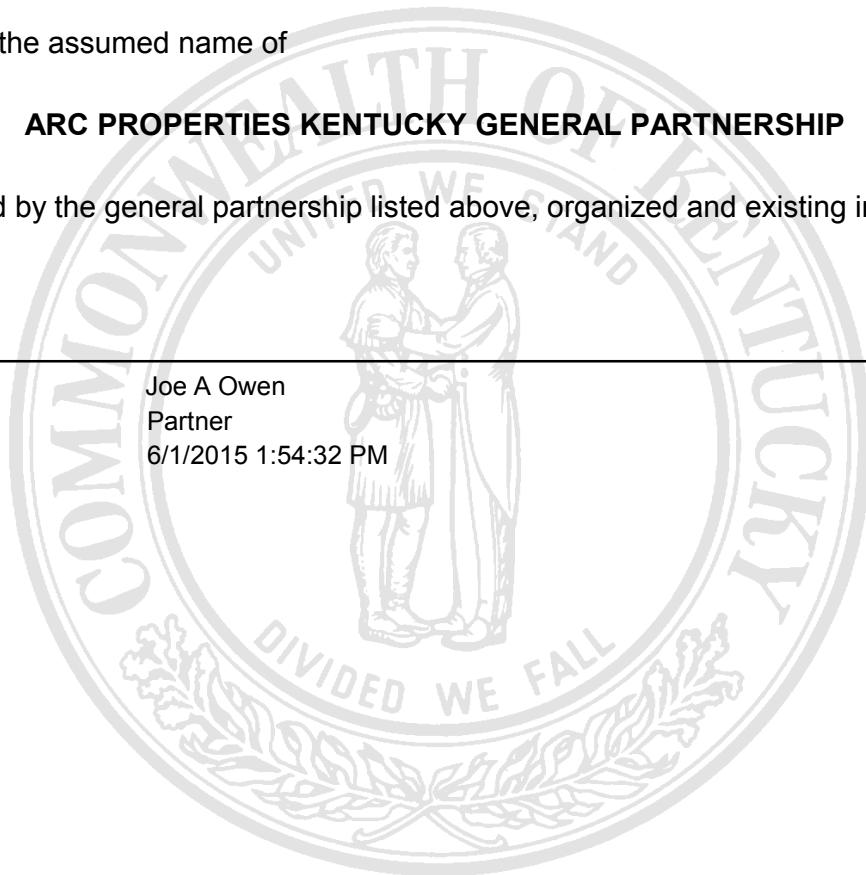 the assumed name of
ARC PROPERTIES KENTUCKY GENERAL PARTNERSHIP
by the general partnership listed above, organized and existing
Joe A Owen
Partner
6/1/2015 1:54:32 PM
COMMONWEALTH OF KENTUCKY
UNITED WE STAND
DIVIDED WE FALL